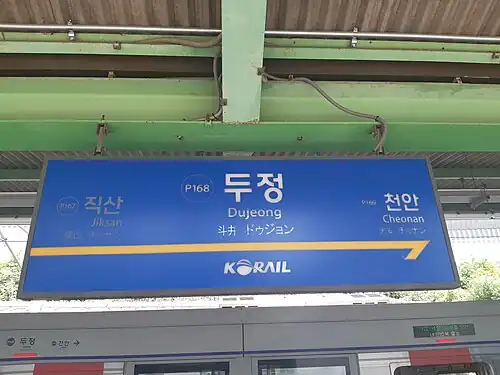 P167 직산
Jiksan
P168 두정
Dujeong
斗井 ドゥジョン
P169 천안
Cheonan
KORAIL
두정
천안